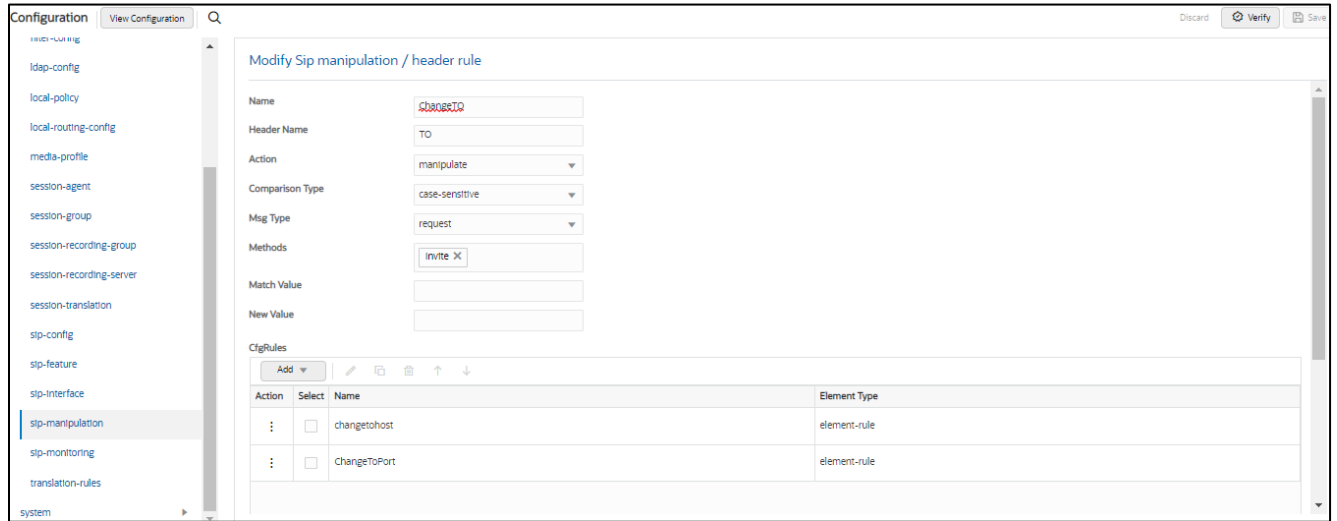 Configuration
View Configuration
Discard
Verify
Save
filter-config
ldap-config
local-policy
local-routing-config
media-profile
session-agent
session-group
session-recording-group
session-recording-server
session-translation
sip-config
sip-feature
sip-interface
sip-manipulation
sip-monitoring
translation-rules
system
Modify Sip manipulation / header rule
Name ChangeTO
Header Name TO
Action manipulate
Comparison Type case-sensitive
Msg Type request
Methods Invite X
Match Value
New Value
CfgRules
Add
Action Select Name Element Type
changetohost element-rule
ChangeToPort element-rule